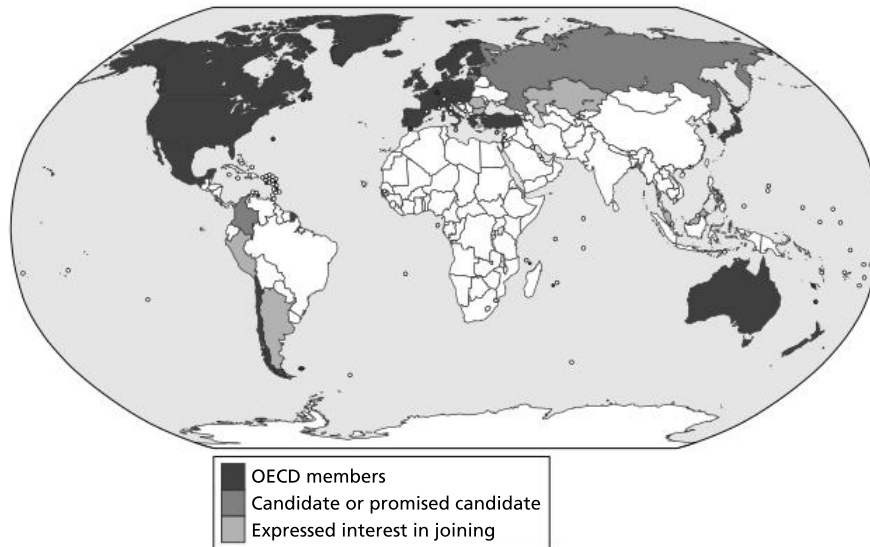 OECD members
Candidate or promised candidate
Expressed interest in joining